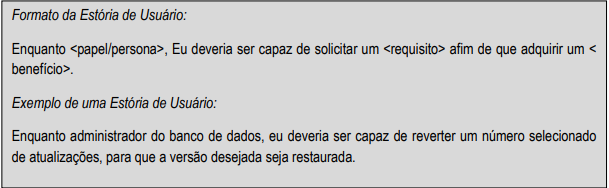 Formato da Estória de Usuário:
Enquanto <papel/persona>, Eu deveria ser capaz de solicitar um <requisito> afim de que adquirir um <
benefício>.
Exemplo de uma Estória de Usuário:
Enquanto administrador do banco de dados, eu deveria ser capaz de reverter um número selecionado
de atualizações, para que a versão desejada seja restaurada.